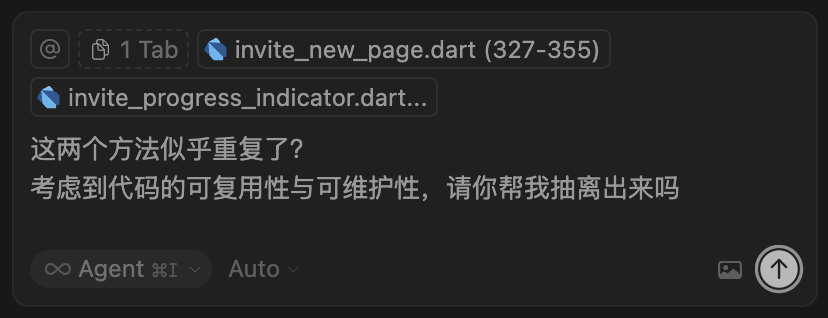 @ 1 Tab invite_new_page.dart (327-355)
invite_progress_indicator.dart...
这两个方法似乎重复了?
考虑到代码的可复用性与可维护性，请你帮我抽离出来吗
Agent ⌘I Auto